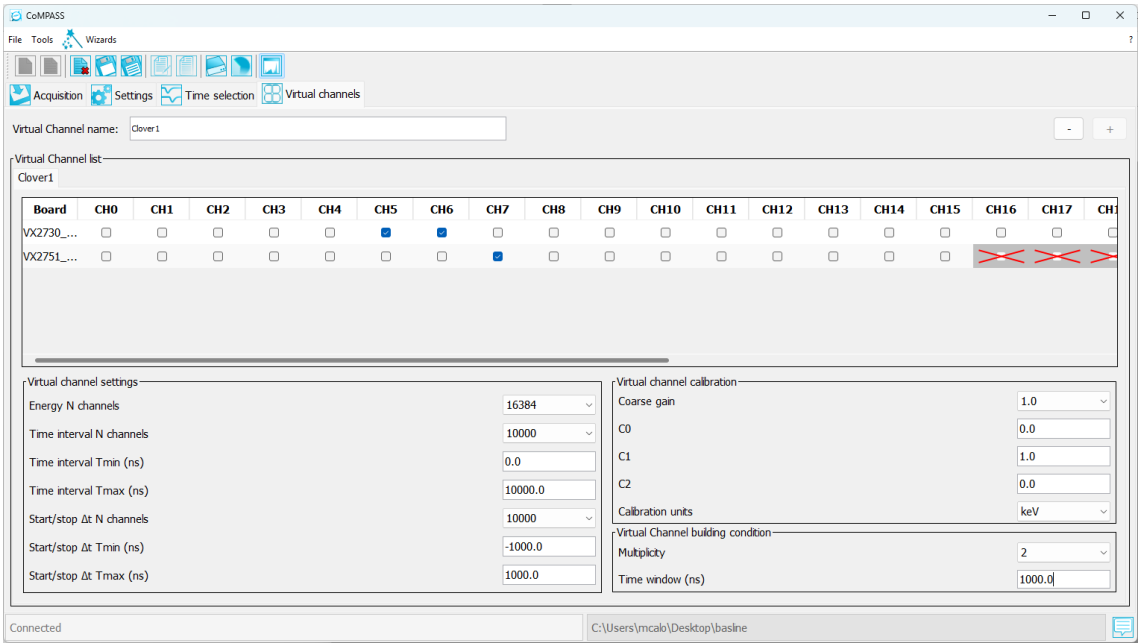 CoMPASS
File Tools Wizards ?
Acquisition Settings Time selection Virtual channels
Virtual Channel name: Clover1 - +
Virtual Channel list
Clover1
Board CH0 CH1 CH2 CH3 CH4 CH5 CH6 CH7 CH8 CH9 CH10 CH11 CH12 CH13 CH14 CH15 CH16 CH17 CH1
VX2730_...
VX2751_...
Virtual channel settings
Energy N channels 16384
Time interval N channels 10000
Time interval Tmin (ns) 0.0
Time interval Tmax (ns) 10000.0
Start/stop Δt N channels 10000
Start/stop Δt Tmin (ns) -1000.0
Start/stop Δt Tmax (ns) 1000.0
Virtual channel calibration
Coarse gain 1.0
C0 0.0
C1 1.0
C2 0.0
Calibration units keV
Virtual Channel building condition
Multiplicity 2
Time window (ns) 1000.0
Connected C:\Users\mcalo\Desktop\basline